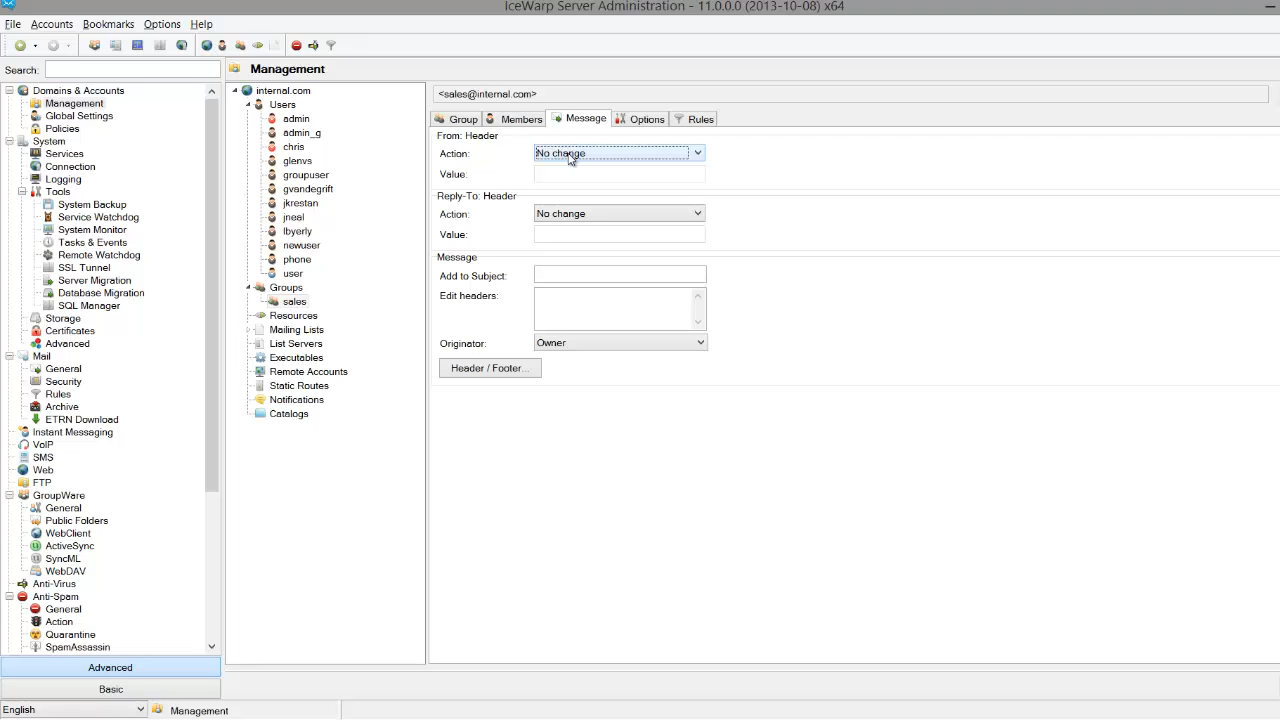 IceWarp Server Administration - 11.0.0.0 (2013-10-08) x64
File Accounts Bookmarks Options Help
Search:
Management
Domains & Accounts
Management
Global Settings
Policies
System
Services
Connection
Logging
Tools
System Backup
Service Watchdog
System Monitor
Tasks & Events
Remote Watchdog
SSL Tunnel
Server Migration
Database Migration
SQL Manager
Storage
Certificates
Advanced
Mail
General
Security
Rules
Archive
ETRN Download
Instant Messaging
VoIP
SMS
Web
FTP
GroupWare
General
Public Folders
WebClient
ActiveSync
SyncML
WebDAV
Anti-Virus
Anti-Spam
General
Action
Quarantine
SpamAssassin
Advanced
Basic
English
Management
internal.com
Users
admin
admin_g
chris
glenvs
groupuser
gvandegrift
jkrestan
jneal
lbyerly
newuser
phone
user
Groups
sales
Resources
Mailing Lists
List Servers
Executables
Remote Accounts
Static Routes
Notifications
Catalogs
<sales@internal.com>
Group Members Message Options Rules
From: Header
Action: No change
Value:
Reply-To: Header
Action: No change
Value:
Message
Add to Subject:
Edit headers:
Originator: Owner
Header / Footer...